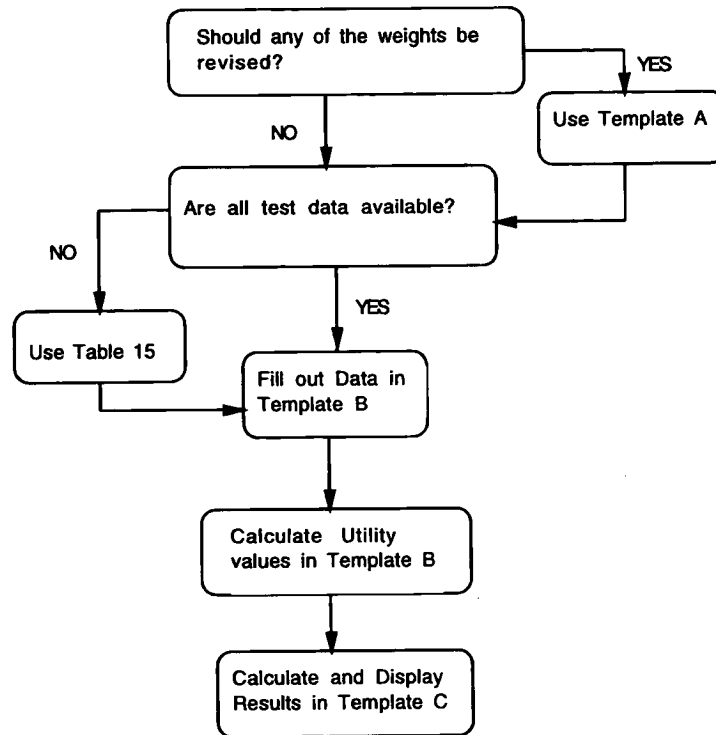 Should any of the weights be
revised?
YES
Use Template A
NO
Are all test data available?
NO
YES
Use Table 15
Fill out Data in
Template B
Calculate Utility
values in Template B
Calculate and Display
Results in Template C